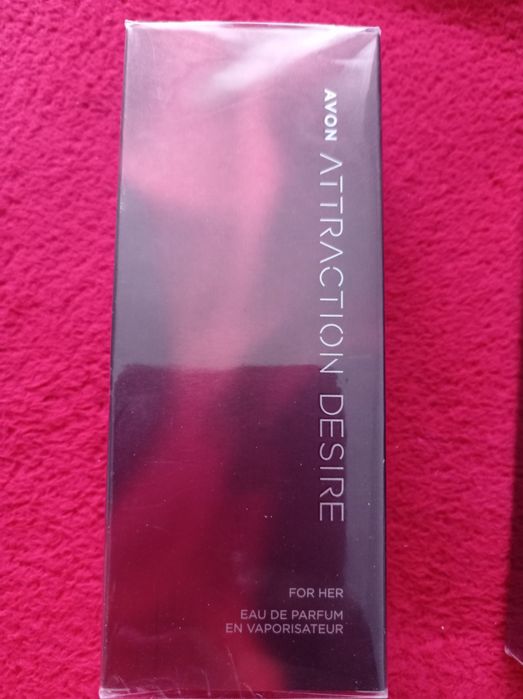 AVON ATTRACTION DESIRE
FOR HER
EAU DE PARFUM
EN VAPORISATEUR